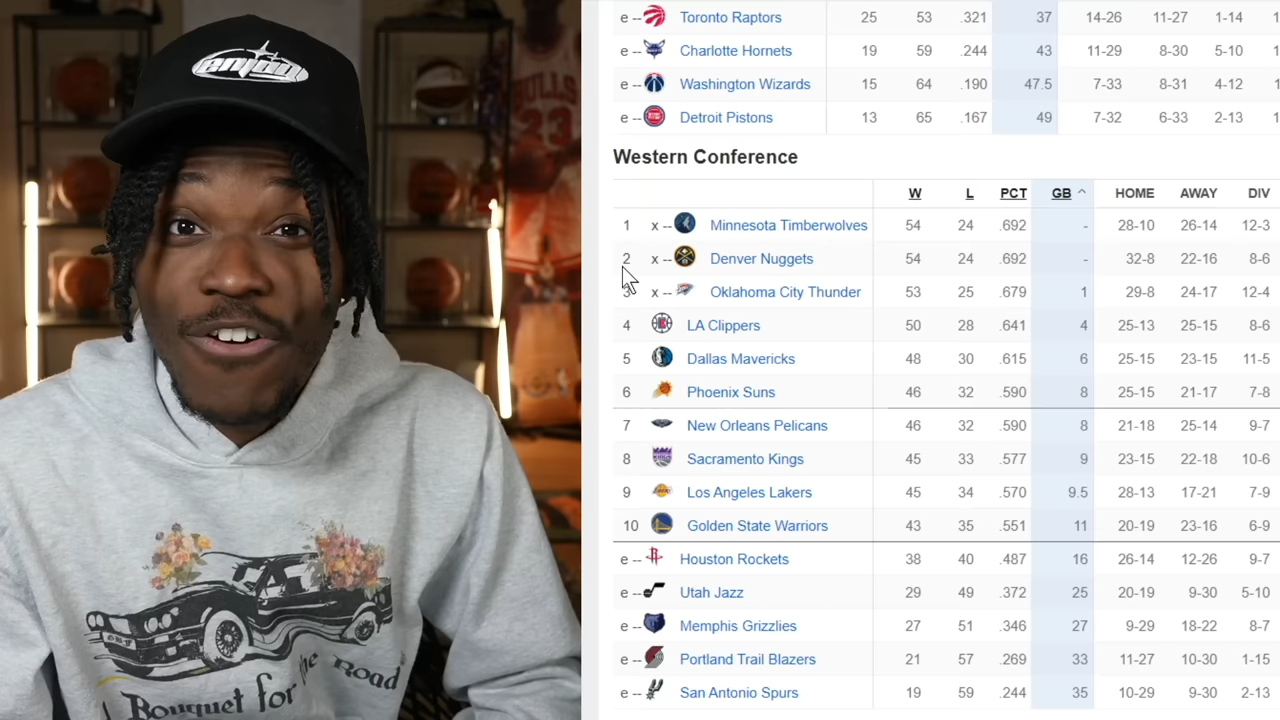 enjoy
BULLS
23
Bouquet for the Road
e -- Toronto Raptors 25 53 .321 37 14-26 11-27 1-14 1
e -- Charlotte Hornets 19 59 .244 43 11-29 8-30 5-10 1
e -- Washington Wizards 15 64 .190 47.5 7-33 8-31 4-12 1
e -- Detroit Pistons 13 65 .167 49 7-32 6-33 2-13 1
Western Conference
W L PCT GB ^ HOME AWAY DIV
1 x -- Minnesota Timberwolves 54 24 .692 - 28-10 26-14 12-3
2 x -- Denver Nuggets 54 24 .692 - 32-8 22-16 8-6
3 x -- Oklahoma City Thunder 53 25 .679 1 29-8 24-17 12-4
4 LA Clippers 50 28 .641 4 25-13 25-15 8-6
5 Dallas Mavericks 48 30 .615 6 25-15 23-15 11-5
6 Phoenix Suns 46 32 .590 8 25-15 21-17 7-8
7 New Orleans Pelicans 46 32 .590 8 21-18 25-14 9-7
8 Sacramento Kings 45 33 .577 9 23-15 22-18 10-6
9 Los Angeles Lakers 45 34 .570 9.5 28-13 17-21 7-9
10 Golden State Warriors 43 35 .551 11 20-19 23-16 6-9
e -- Houston Rockets 38 40 .487 16 26-14 12-26 9-7
e -- Utah Jazz 29 49 .372 25 20-19 9-30 5-10
e -- Memphis Grizzlies 27 51 .346 27 9-29 18-22 8-7
e -- Portland Trail Blazers 21 57 .269 33 11-27 10-30 1-15
e -- San Antonio Spurs 19 59 .244 35 10-29 9-30 2-13